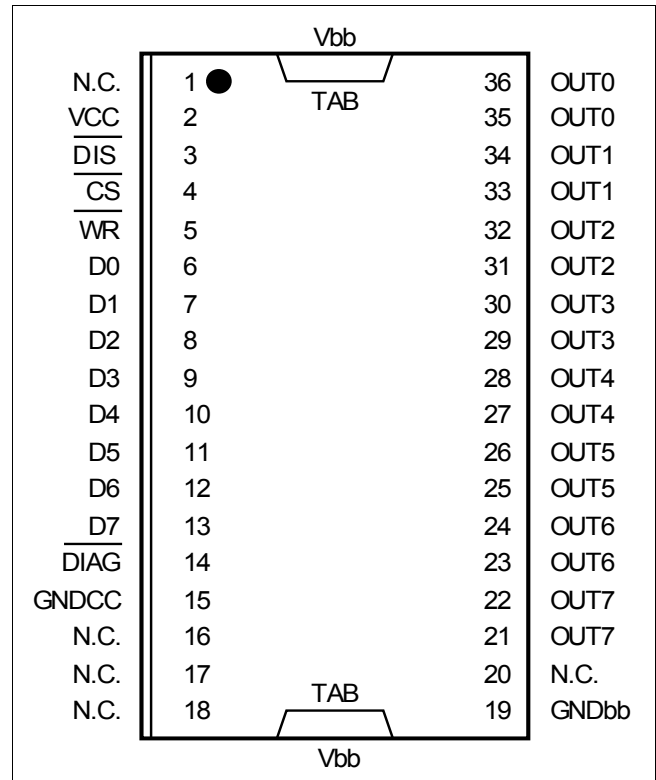 Vbb
N.C. 1 TAB 36 OUT0
VCC 2 35 OUT0
DIS 3 34 OUT1
CS 4 33 OUT1
WR 5 32 OUT2
D0 6 31 OUT2
D1 7 30 OUT3
D2 8 29 OUT3
D3 9 28 OUT4
D4 10 27 OUT4
D5 11 26 OUT5
D6 12 25 OUT5
D7 13 24 OUT6
DIAG 14 23 OUT6
GNDCC 15 22 OUT7
N.C. 16 21 OUT7
N.C. 17 20 N.C.
N.C. 18 TAB 19 GNDbb
Vbb